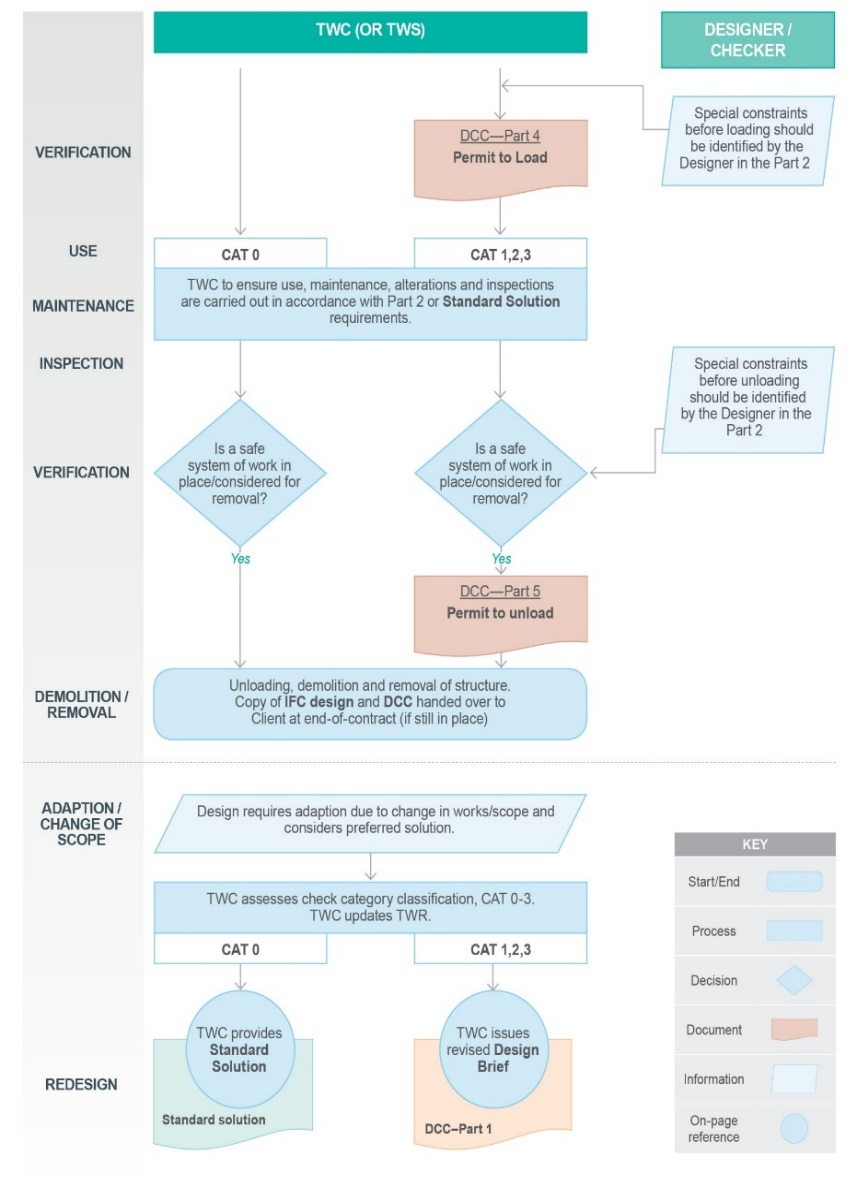 TWC (OR TWS)
DESIGNER /
CHECKER
VERIFICATION
DCC—Part 4
Permit to Load
Special constraints
before loading should
be identified by the
Designer in the Part 2
USE
CAT 0
CAT 1,2,3
MAINTENANCE
TWC to ensure use, maintenance, alterations and inspections
are carried out in accordance with Part 2 or Standard Solution
requirements.
INSPECTION
Special constraints
before unloading
should be identified
by the Designer in the
Part 2
VERIFICATION
Is a safe
system of work in
place/considered for
removal?
Is a safe
system of work in
place/considered for
removal?
Yes
Yes
DCC—Part 5
Permit to unload
DEMOLITION /
REMOVAL
Unloading, demolition and removal of structure.
Copy of IFC design and DCC handed over to
Client at end-of-contract (if still in place)
ADAPTION /
CHANGE OF
SCOPE
Design requires adaption due to change in works/scope and
considers preferred solution.
TWC assesses check category classification, CAT 0-3.
TWC updates TWR.
CAT 0
CAT 1,2,3
REDESIGN
TWC provides
Standard
Solution
Standard solution
TWC issues
revised Design
Brief
DCC–Part 1
KEY
Start/End
Process
Decision
Document
Information
On-page
reference